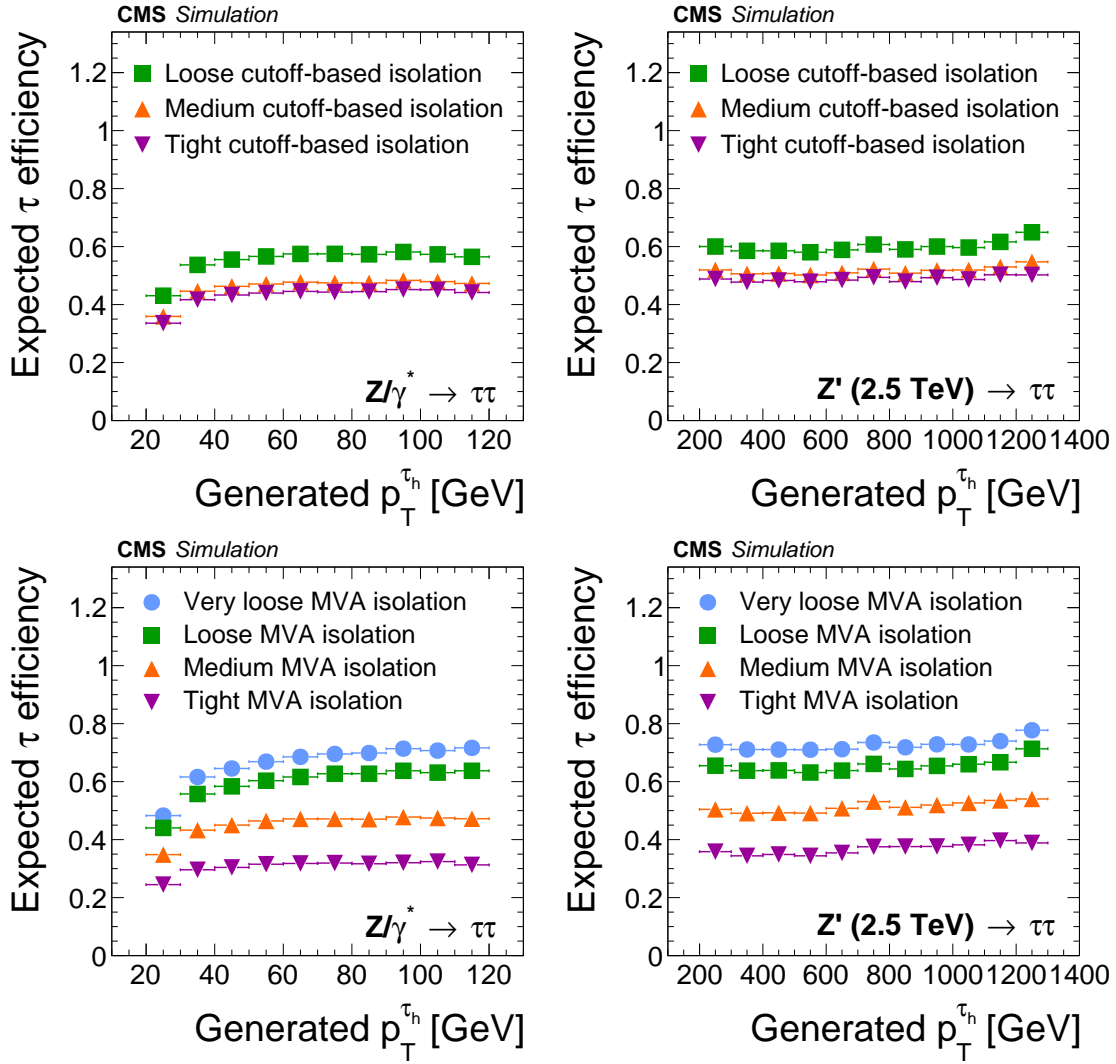 CMS Simulation
Expected τ efficiency
1.2
1
0.8
0.6
0.4
0.2
0
Loose cutoff-based isolation
Medium cutoff-based isolation
Tight cutoff-based isolation
Z/γ* → ττ
20 40 60 80 100 120
Generated p_T^{τ_h} [GeV]
CMS Simulation
Expected τ efficiency
1.2
1
0.8
0.6
0.4
0.2
0
Loose cutoff-based isolation
Medium cutoff-based isolation
Tight cutoff-based isolation
Z' (2.5 TeV) → ττ
200 400 600 800 1000 1200 1400
Generated p_T^{τ_h} [GeV]
CMS Simulation
Expected τ efficiency
1.2
1
0.8
0.6
0.4
0.2
0
Very loose MVA isolation
Loose MVA isolation
Medium MVA isolation
Tight MVA isolation
Z/γ* → ττ
20 40 60 80 100 120
Generated p_T^{τ_h} [GeV]
CMS Simulation
Expected τ efficiency
1.2
1
0.8
0.6
0.4
0.2
0
Very loose MVA isolation
Loose MVA isolation
Medium MVA isolation
Tight MVA isolation
Z' (2.5 TeV) → ττ
200 400 600 800 1000 1200 1400
Generated p_T^{τ_h} [GeV]